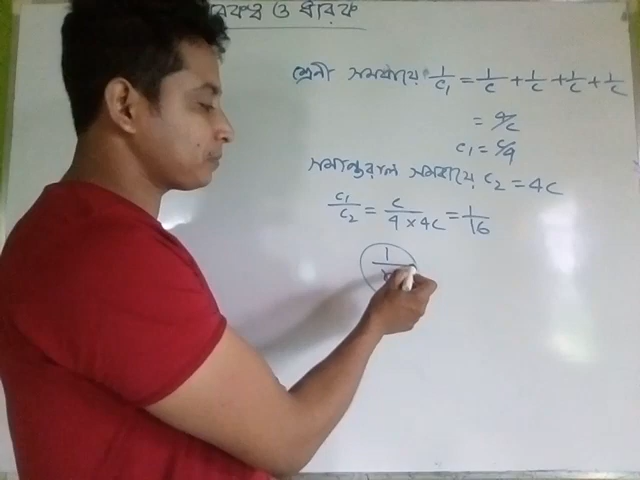 ও ধারক
শ্রেনী সমবায়ে 1/C₁ = 1/C + 1/C + 1/C + 1/C
= 4/C
C₁ = C/4
সমান্তরাল সমবায়ে C₂ = 4C
C₁/C₂ = C/4×4C = 1/16
1/